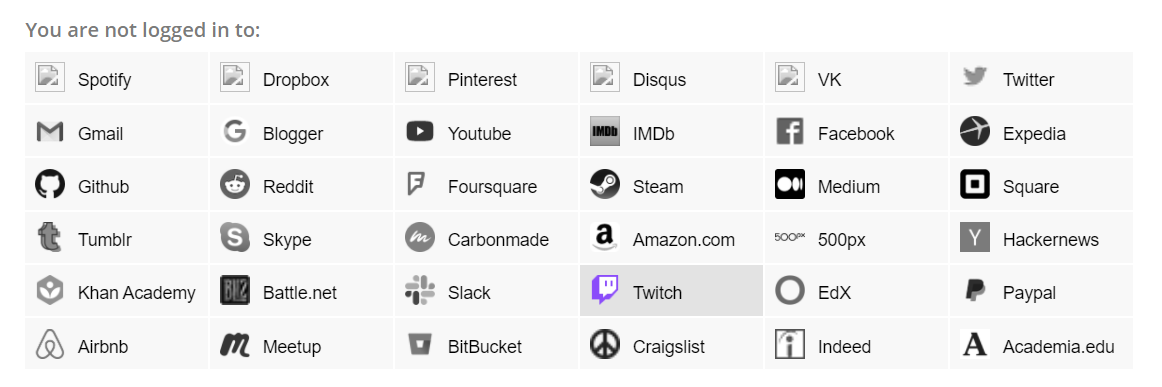 You are not logged in to:
Spotify Dropbox Pinterest Disqus VK Twitter
Gmail Blogger Youtube IMDb IMDb Facebook Expedia
Github Reddit Foursquare Steam Medium Square
Tumblr Skype Carbonmade a Amazon.com 500px 500px Y Hackernews
Khan Academy Battle.net Slack Twitch EdX Paypal
Airbnb Meetup BitBucket Craigslist Indeed A Academia.edu